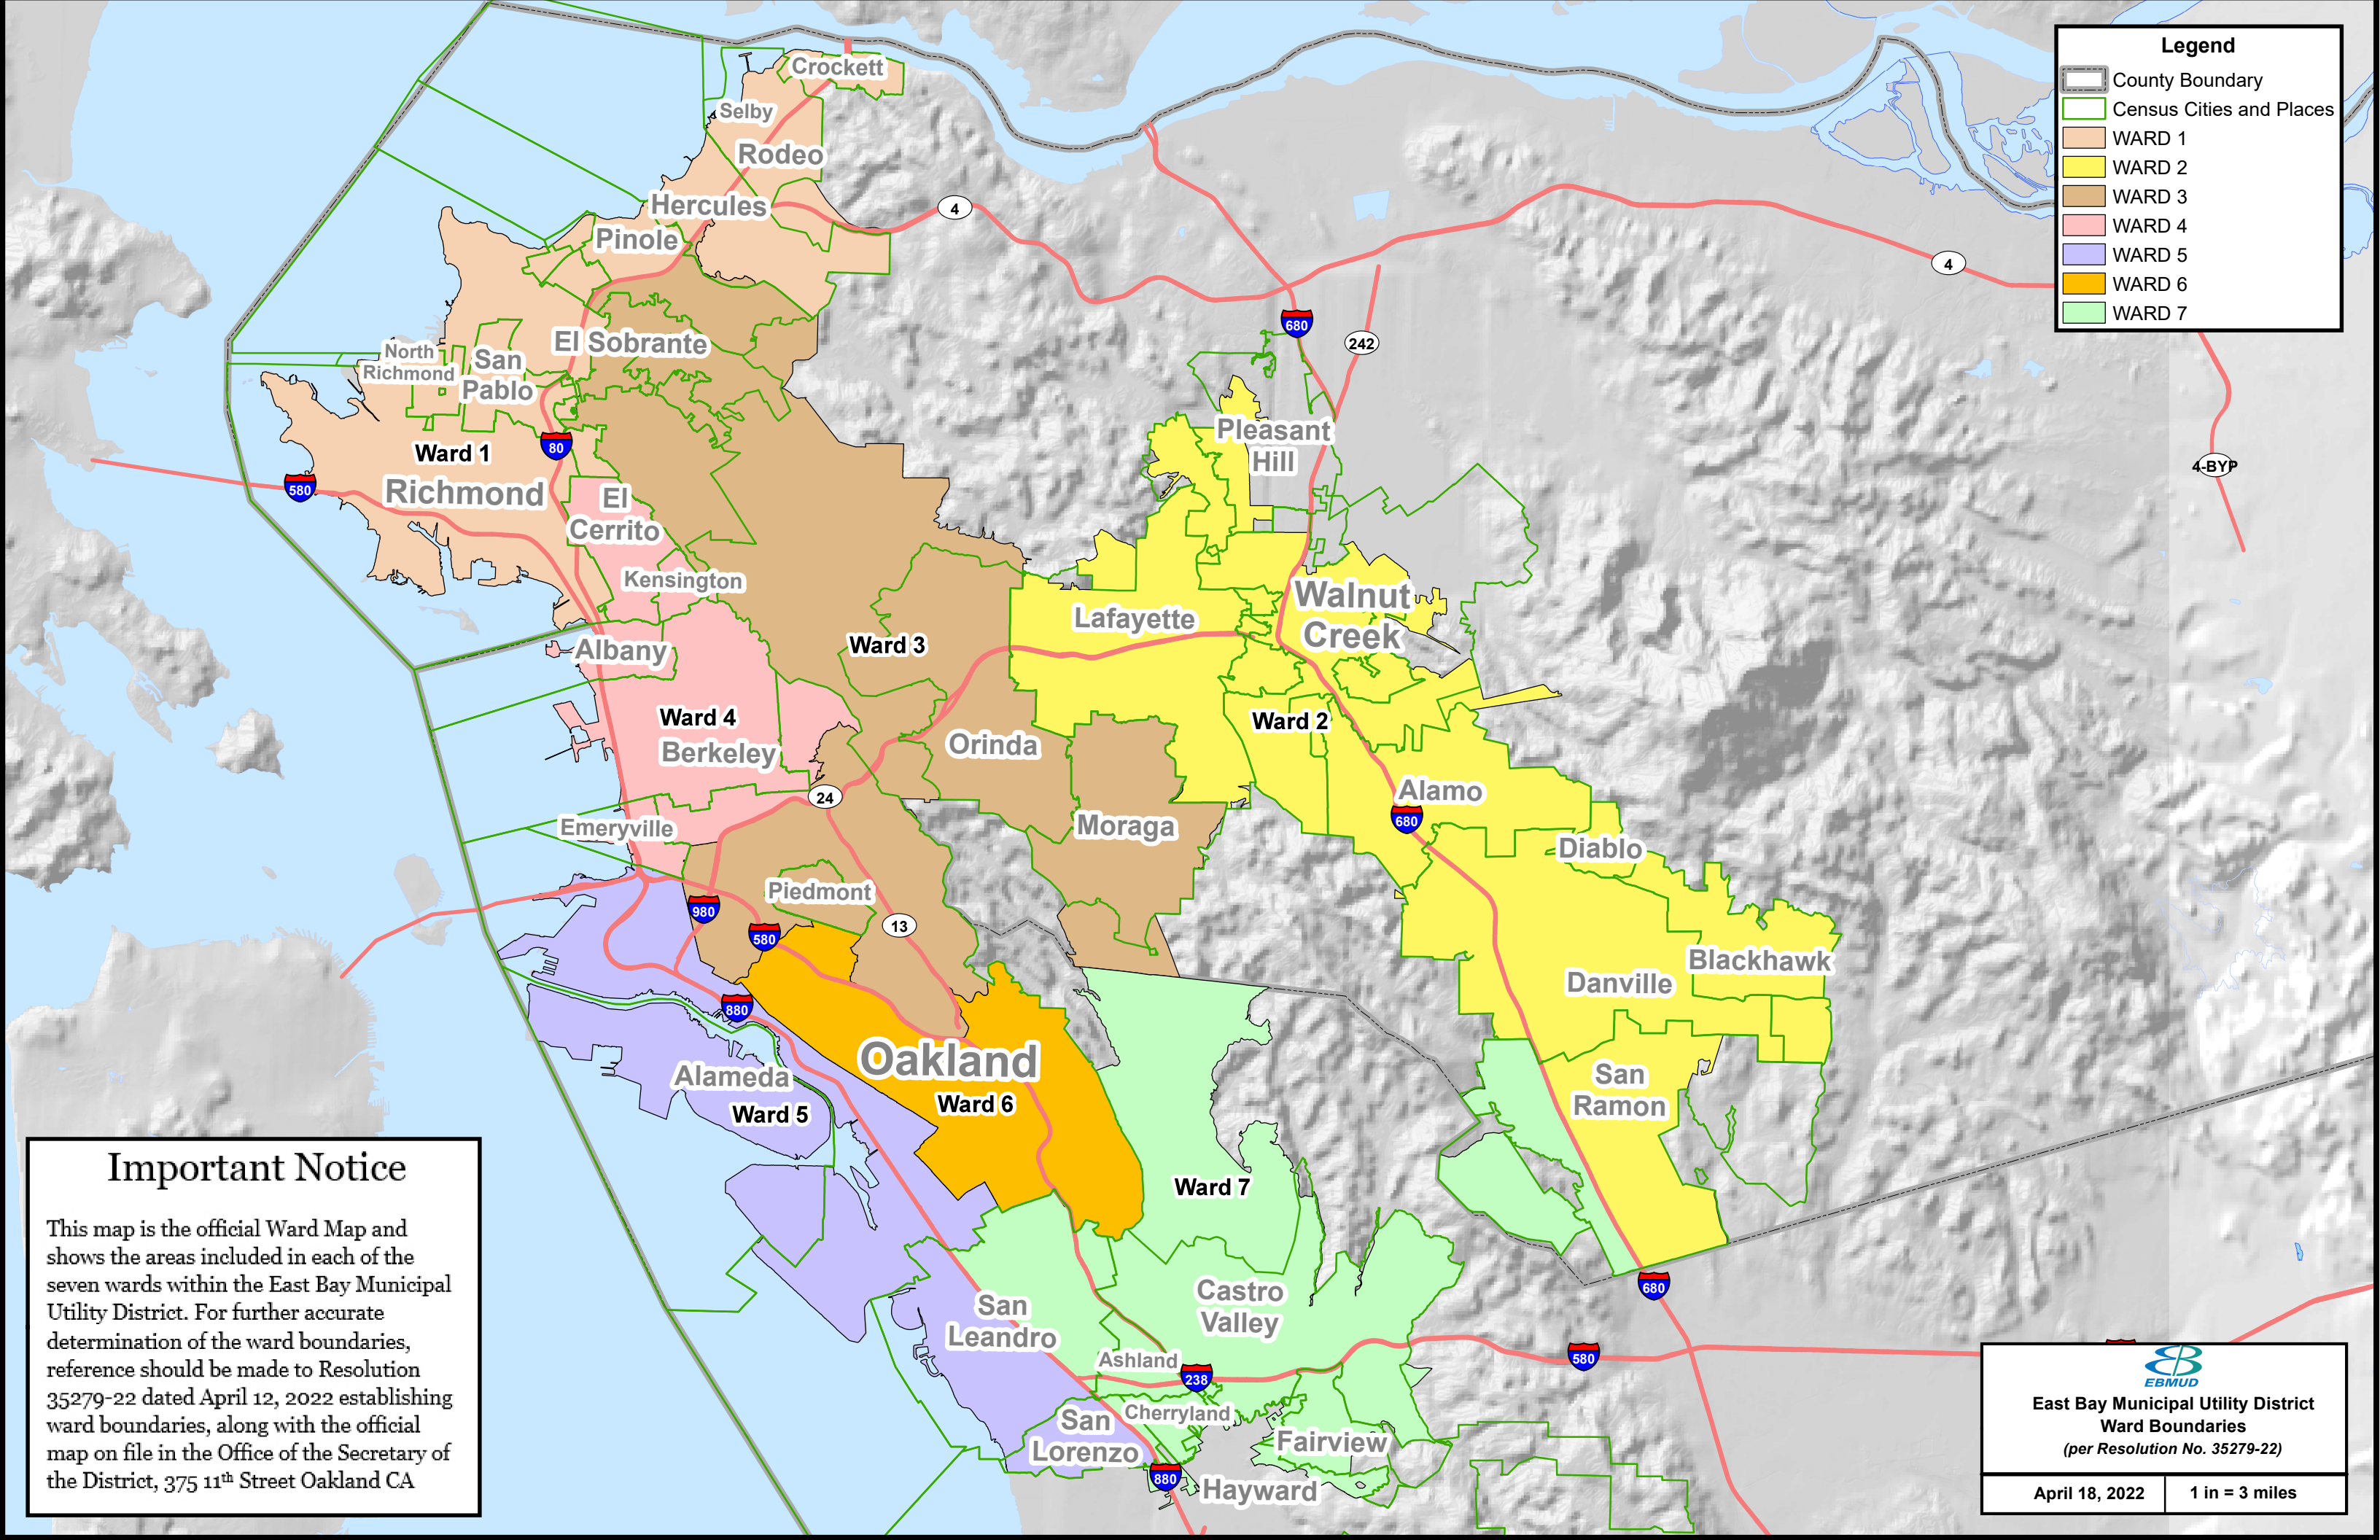 Legend
County Boundary
Census Cities and Places
WARD 1
WARD 2
WARD 3
WARD 4
WARD 5
WARD 6
WARD 7
Crockett
Selby
Rodeo
Hercules
4
Pinole
4
680
242
El Sobrante
North
Richmond
San
Pablo
Pleasant
Hill
Ward 1
80
4-BYP
580
Richmond
El
Cerrito
Kensington
Walnut
Creek
Lafayette
Ward 3
Albany
Ward 4
Berkeley
Ward 2
Orinda
24
Alamo
680
Emeryville
Moraga
Diablo
Piedmont
980
580
13
Blackhawk
Danville
880
Oakland
Alameda
Ward 5
Ward 6
San
Ramon
Ward 7
680
Castro
Valley
San
Leandro
Ashland
238
580
Cherryland
San
Lorenzo
Fairview
880
Hayward
Important Notice
This map is the official Ward Map and
shows the areas included in each of the
seven wards within the East Bay Municipal
Utility District. For further accurate
determination of the ward boundaries,
reference should be made to Resolution
35279-22 dated April 12, 2022 establishing
ward boundaries, along with the official
map on file in the Office of the Secretary of
the District, 375 11th Street Oakland CA
EBMUD
East Bay Municipal Utility District
Ward Boundaries
(per Resolution No. 35279-22)
April 18, 2022
1 in = 3 miles